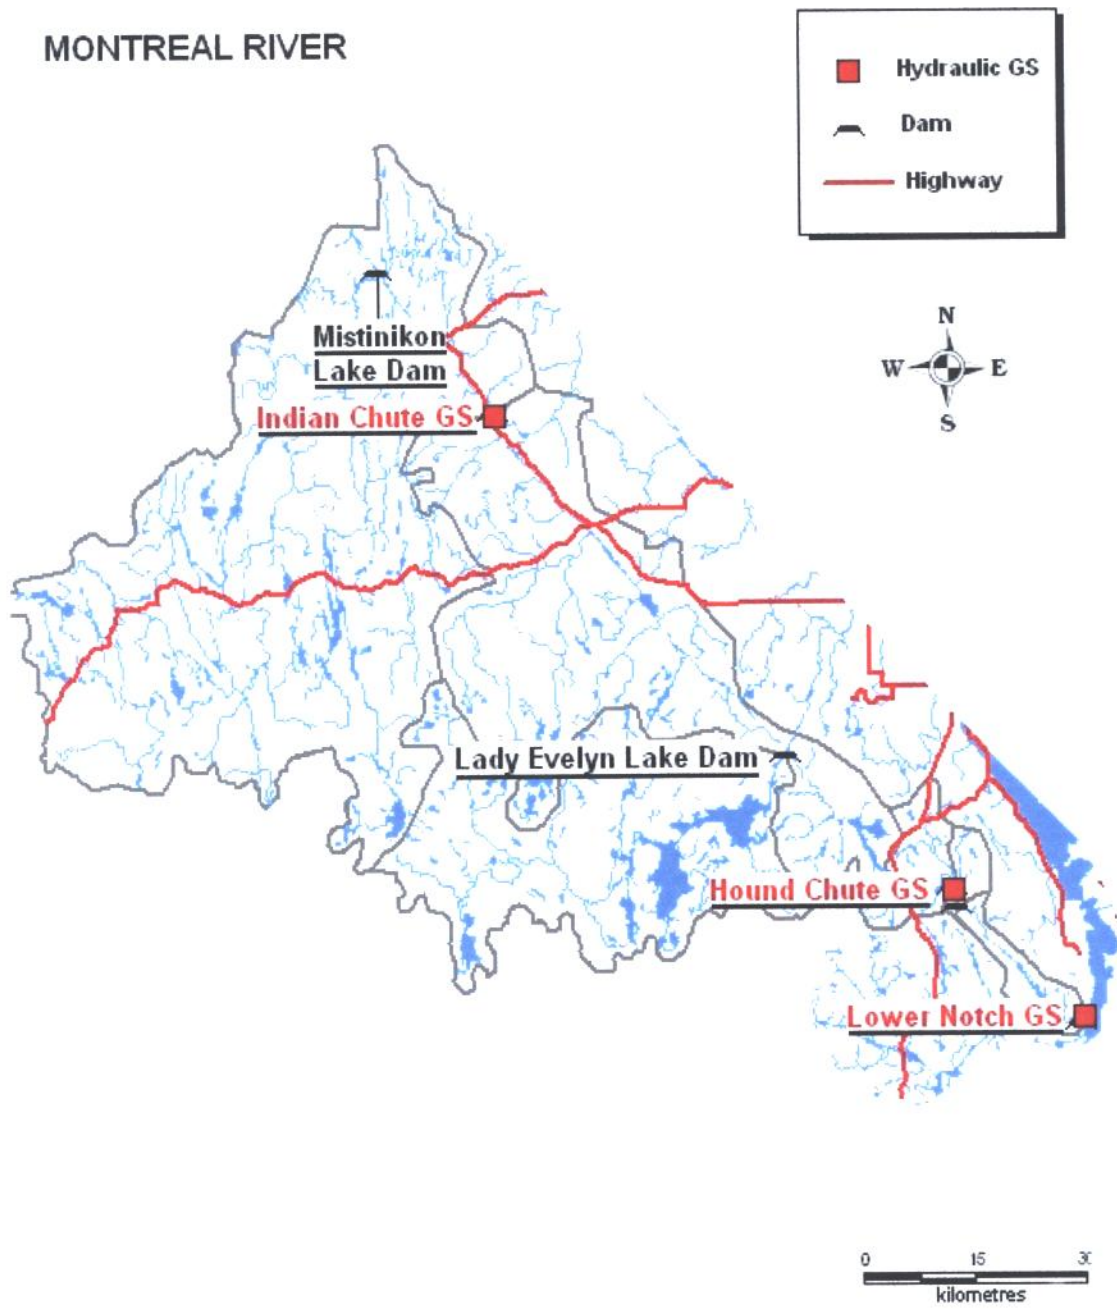 MONTREAL RIVER
Hydraulic GS
Dam
Highway
N
W E
S
Mistinikon
Lake Dam
Indian Chute GS
Lady Evelyn Lake Dam
Hound Chute GS
Lower Notch GS
0 15 30
kilometres